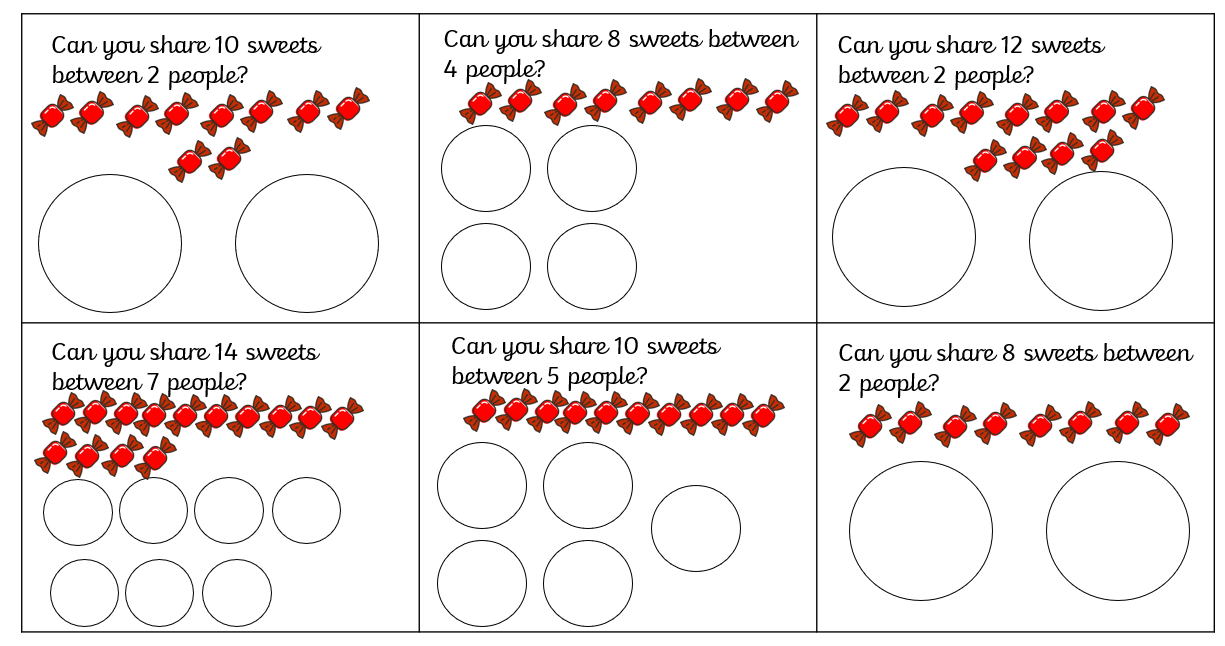 Can you share 10 sweets
between 2 people?
Can you share 8 sweets between
4 people?
Can you share 12 sweets
between 2 people?
Can you share 14 sweets
between 7 people?
Can you share 10 sweets
between 5 people?
Can you share 8 sweets between
2 people?